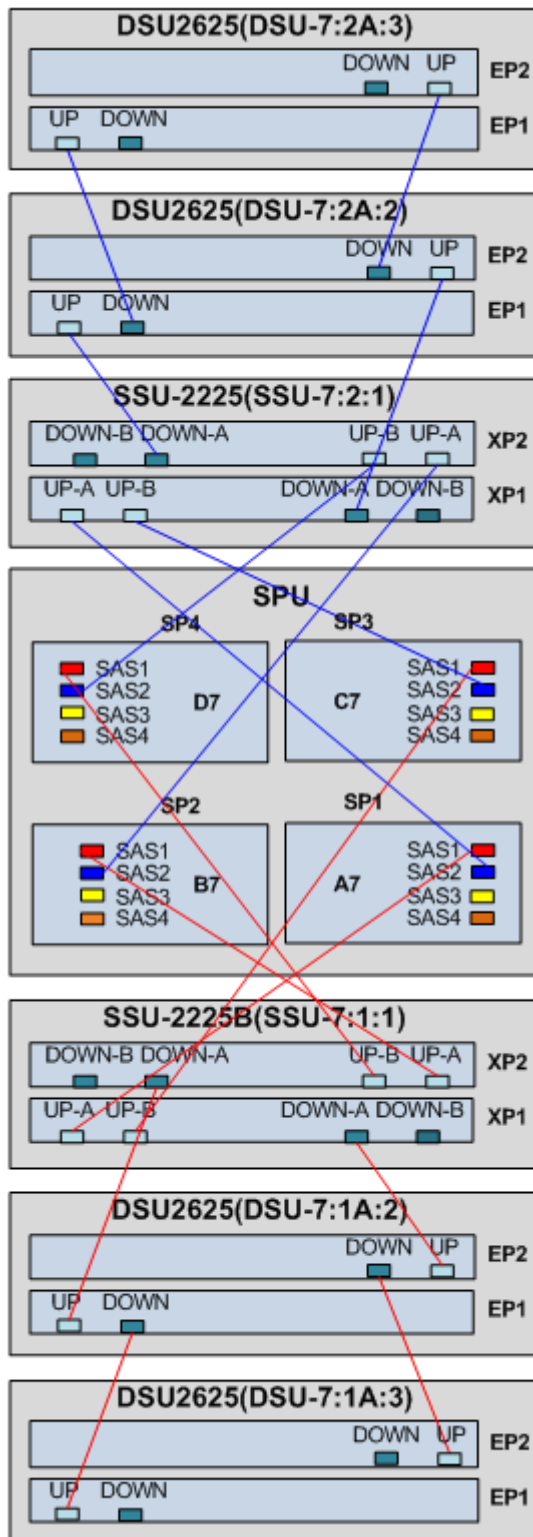 DSU2625(DSU-7:2A:3)
DOWN UP EP2
UP DOWN EP1
DSU2625(DSU-7:2A:2)
DOWN UP EP2
UP DOWN EP1
SSU-2225(SSU-7:2:1)
DOWN-B DOWN-A UP-B UP-A XP2
UP-A UP-B DOWN-A DOWN-B XP1
SPU
SP4 SP3
SAS1 SAS1
SAS2 D7 C7 SAS2
SAS3 SAS3
SAS4 SAS4
SP2 SP1
SAS1 SAS1
SAS2 B7 A7 SAS2
SAS3 SAS3
SAS4 SAS4
SSU-2225B(SSU-7:1:1)
DOWN-B DOWN-A UP-B UP-A XP2
UP-A UP-B DOWN-A DOWN-B XP1
DSU2625(DSU-7:1A:2)
DOWN UP EP2
UP DOWN EP1
DSU2625(DSU-7:1A:3)
DOWN UP EP2
UP DOWN EP1